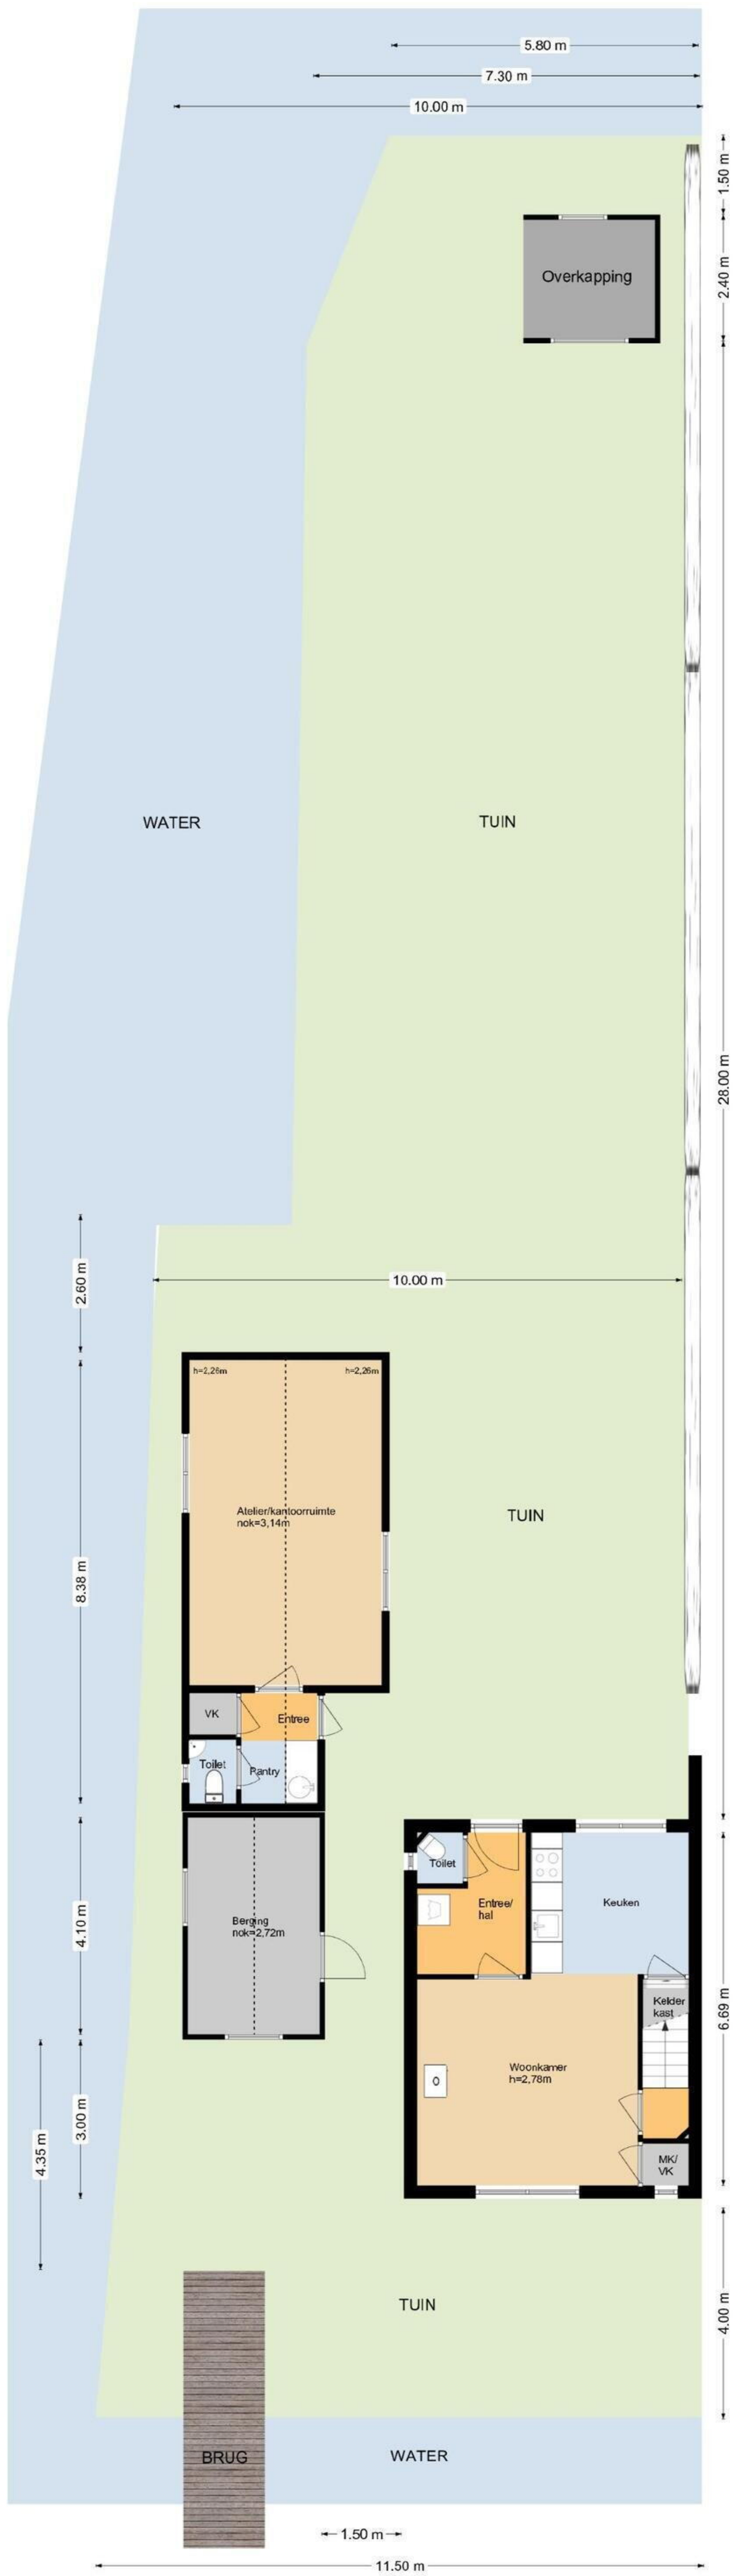 5.80 m
7.30 m
10.00 m
1.50 m
Overkapping
2.40 m
WATER
TUIN
28.00 m
2.60 m
10.00 m
h=2,26m
h=2,26m
Atelier/kantoorruimte
nok=3,14m
TUIN
8.38 m
VK
Entree
Toilet
Pantry
Berging
nok=2,72m
4.10 m
Toilet
Entree/
hal
Keuken
Kelder
kast
6.69 m
Woonkamer
h=2,78m
3.00 m
4.35 m
MK/
VK
TUIN
4.00 m
BRUG
WATER
1.50 m
11.50 m